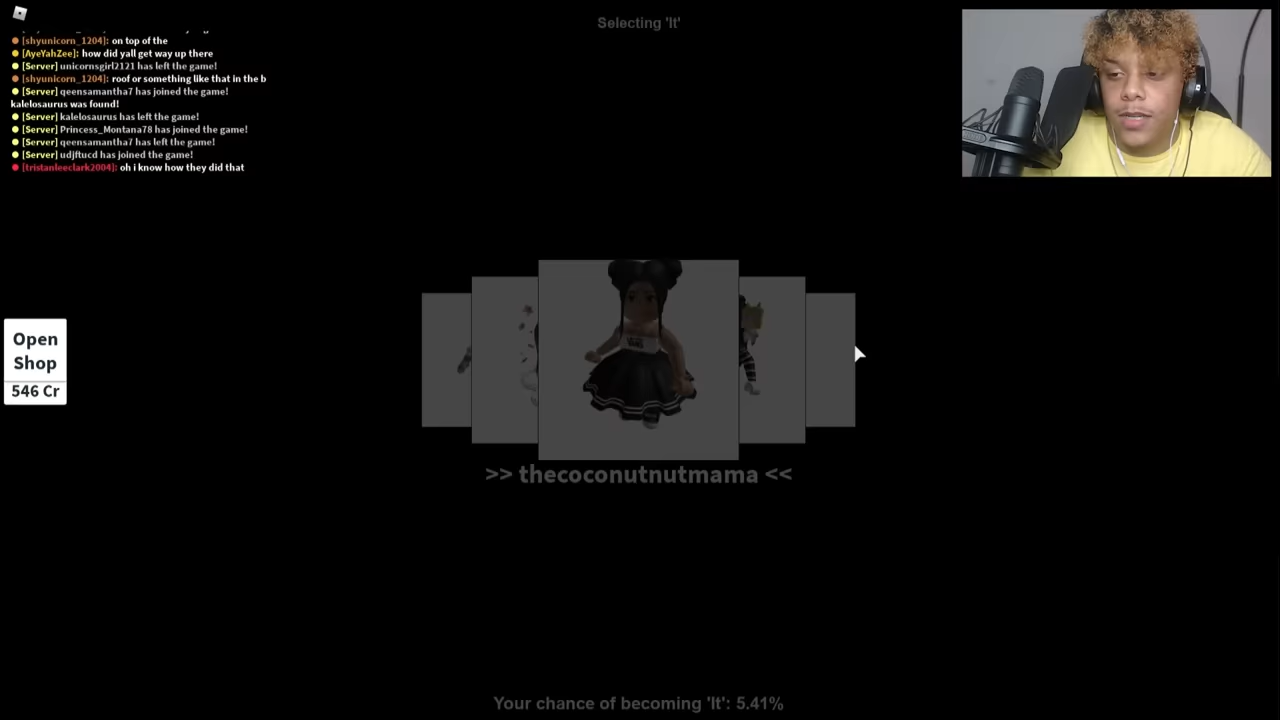 Selecting 'It'
[shyunicorn_1204]: on top of the
[AyeYahZee]: how did yall get way up there
[Server] unicornsgirl2121 has left the game!
[shyunicorn_1204]: roof or something like that in the b
[Server] qeensamantha7 has joined the game!
kalelosaurus was found!
[Server] kalelosaurus has left the game!
[Server] Princess_Montana78 has joined the game!
[Server] qeensamantha7 has left the game!
[Server] udjftucd has joined the game!
[tristanleeclark2004]: oh i know how they did that
Open
Shop
546 Cr
>> thecoconutnutmama <<
Your chance of becoming 'It': 5.41%